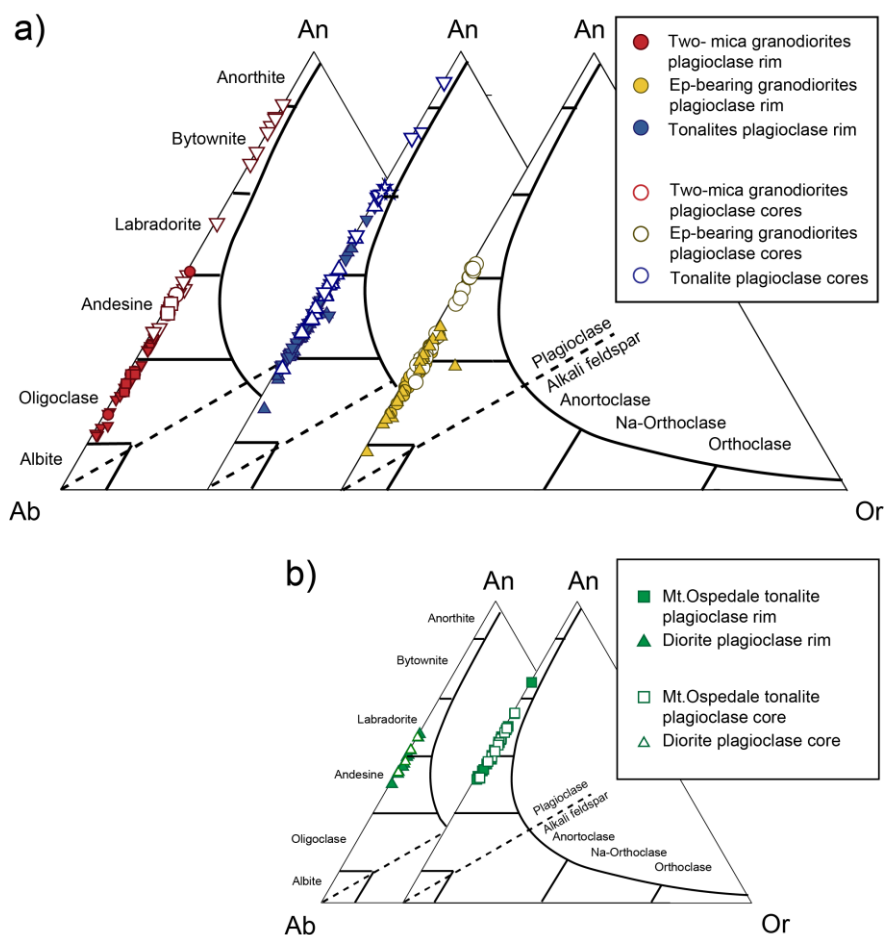 a)
An
An
An
Anorthite
Bytownite
Labradorite
Andesine
Oligoclase
Albite
Ab
Or
Plagioclase
Alkali feldspar
Anortoclase
Na-Orthoclase
Orthoclase
Two- mica granodiorites
plagioclase rim
Ep-bearing granodiorites
plagioclase rim
Tonalites plagioclase rim
Two-mica granodiorites
plagioclase cores
Ep-bearing granodiorites
plagioclase cores
Tonalite plagioclase cores
b)
An
An
Anorthite
Bytownite
Labradorite
Andesine
Oligoclase
Albite
Ab
Or
Plagioclase
Alkali feldspar
Anortoclase
Na-Orthoclase
Orthoclase
Mt.Ospedale tonalite
plagioclase rim
Diorite plagioclase rim
Mt.Ospedale tonalite
plagioclase core
Diorite plagioclase core